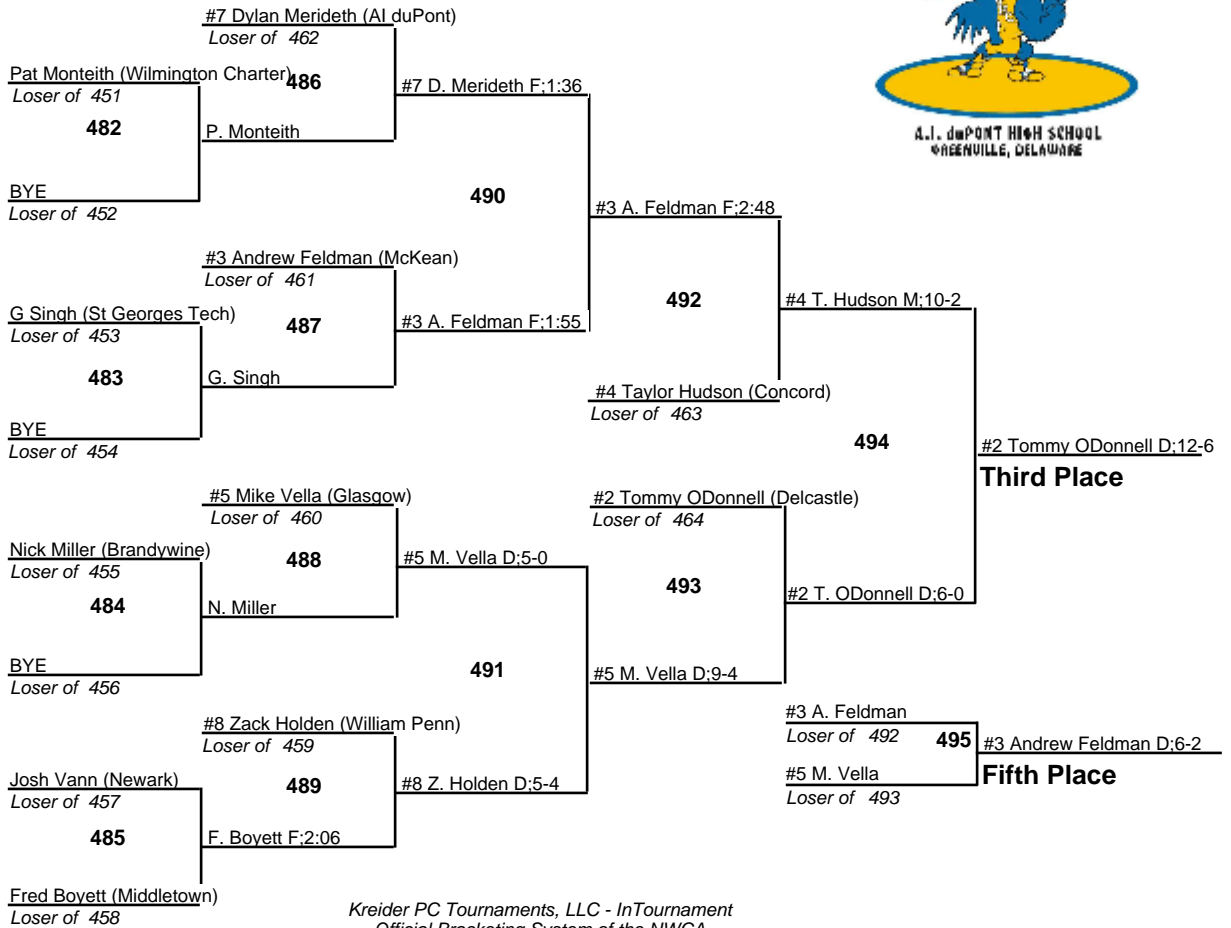 #7 Dylan Merideth (AI duPont)
Loser of 462
Pat Monteith (Wilmington Charter)
486
#7 D. Merideth F;1:36
Loser of 451
482
P. Monteith
A.I. duPONT HIGH SCHOOL
GREENVILLE, DELAWARE
BYE
490
Loser of 452
#3 A. Feldman F;2:48
#3 Andrew Feldman (McKean)
Loser of 461
492
#4 T. Hudson M;10-2
G Singh (St Georges Tech)
487
#3 A. Feldman F;1:55
Loser of 453
483
G. Singh
#4 Taylor Hudson (Concord)
Loser of 463
BYE
494
#2 Tommy ODonnell D;12-6
Loser of 454
Third Place
#5 Mike Vella (Glasgow)
#2 Tommy ODonnell (Delcastle)
Loser of 460
Loser of 464
Nick Miller (Brandywine)
488
#5 M. Vella D;5-0
Loser of 455
493
484
N. Miller
#2 T. ODonnell D;6-0
BYE
491
#5 M. Vella D;9-4
Loser of 456
#3 A. Feldman
#8 Zack Holden (William Penn)
Loser of 492
495
#3 Andrew Feldman D;6-2
Loser of 459
Josh Vann (Newark)
489
#8 Z. Holden D;5-4
#5 M. Vella
Fifth Place
Loser of 457
Loser of 493
485
F. Boyett F;2:06
Fred Boyett (Middletown)
Loser of 458
Kreider PC Tournaments, LLC - InTournament
Official Bracketing System of the NWCA